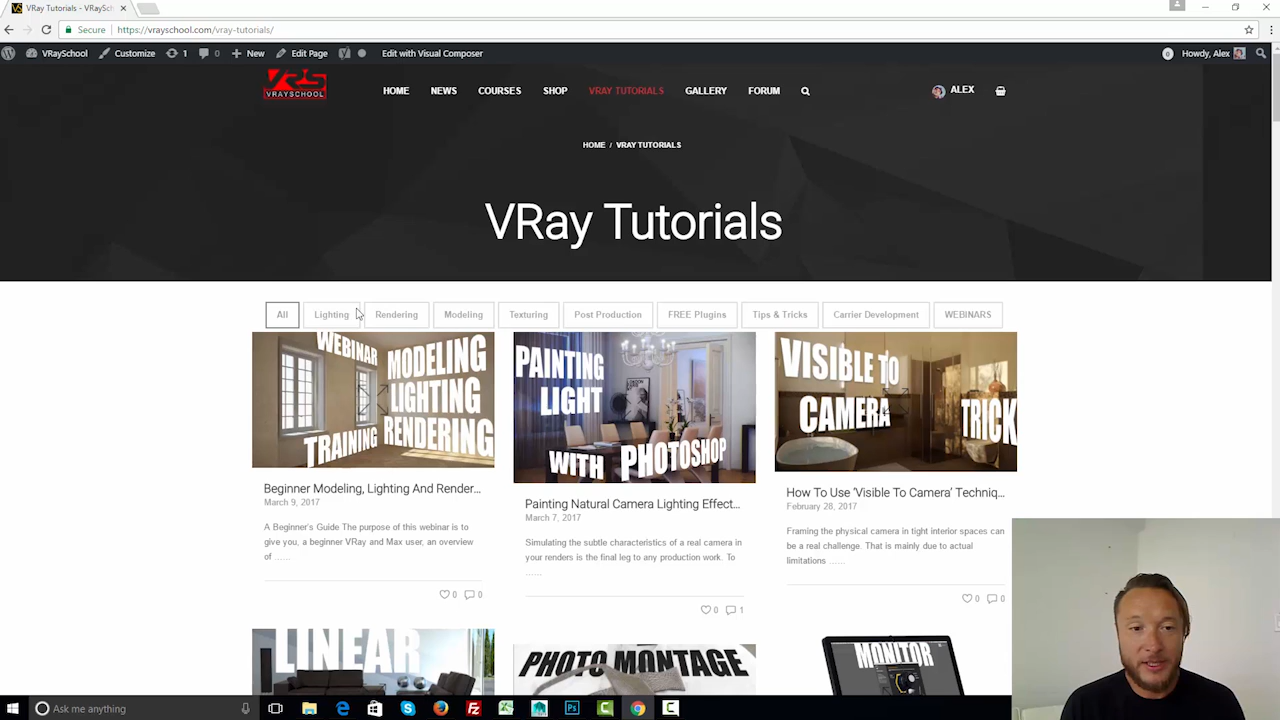 VRay Tutorials - VRaySch
Secure
https://vrayschool.com/vray-tutorials/
VRaySchool
Customize
1
0
New
Edit Page
Edit with Visual Composer
0
Howdy, Alex
VRS
VRAYSCHOOL
HOME
NEWS
COURSES
SHOP
VRAY TUTORIALS
GALLERY
FORUM
ALEX
HOME / VRAY TUTORIALS
VRay Tutorials
All
Lighting
Rendering
Modeling
Texturing
Post Production
FREE Plugins
Tips & Tricks
Carrier Development
WEBINARS
WEBINAR
MODELING
LIGHTING
RENDERING
TRAINING
Beginner Modeling, Lighting And Render...
March 9, 2017
A Beginner's Guide The purpose of this webinar is to
give you, a beginner VRay and Max user, an overview
of ......
0
0
PAINTING
LIGHT
WITH PHOTOSHOP
Painting Natural Camera Lighting Effect...
March 7, 2017
Simulating the subtle characteristics of a real camera in
your renders is the final leg to any production work. To
......
0
1
VISIBLE TO
CAMERA
TRICK
How To Use 'Visible To Camera' Techniq...
February 28, 2017
Framing the physical camera in tight interior spaces can
be a real challenge. That is mainly due to actual
limitations ......
0
0
LINEAR
PHOTO MONTAGE
MONITOR
Ask me anything